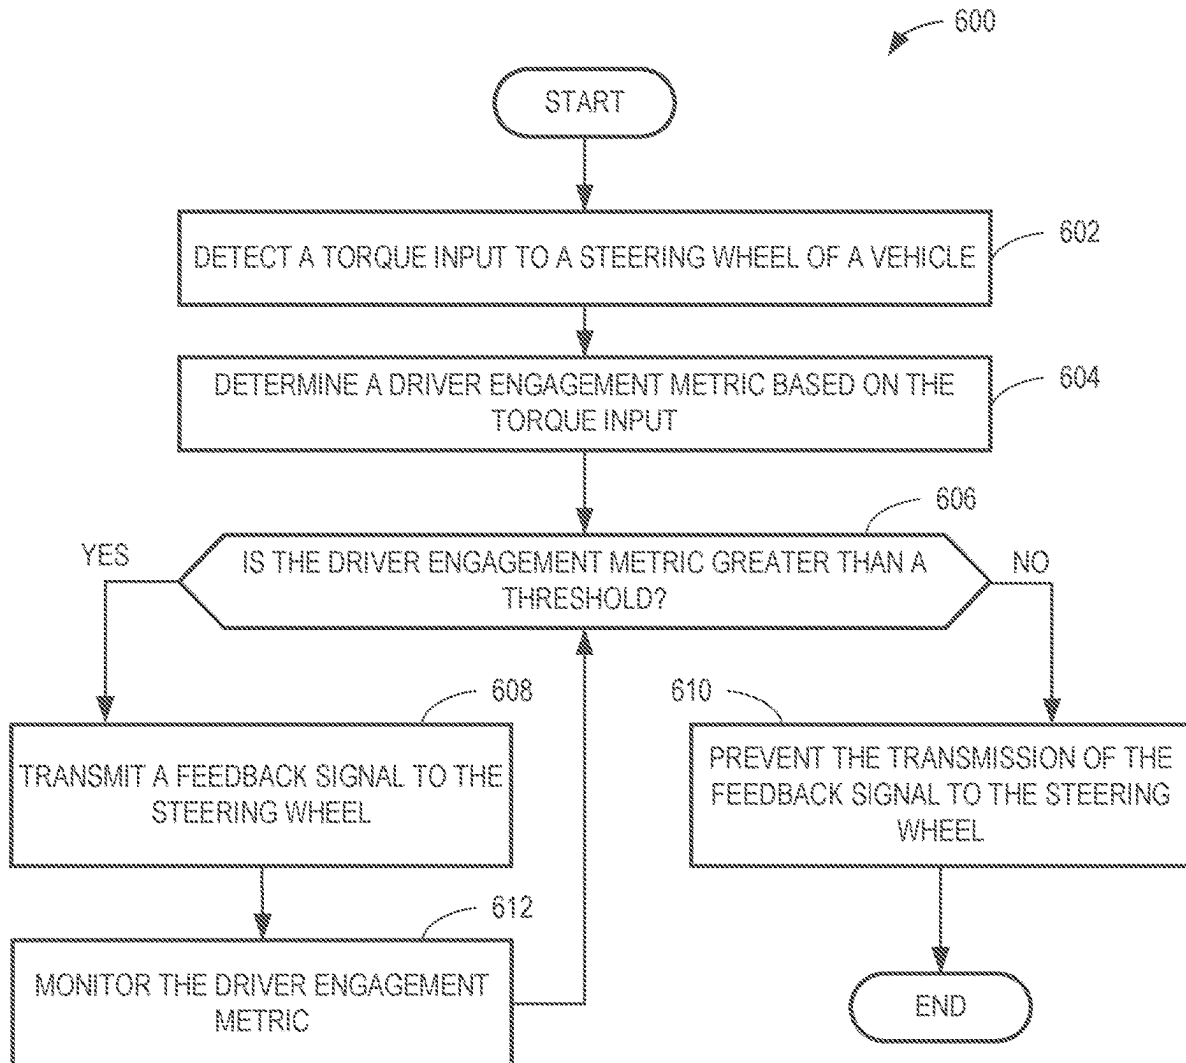 600
START
DETECT A TORQUE INPUT TO A STEERING WHEEL OF A VEHICLE
602
DETERMINE A DRIVER ENGAGEMENT METRIC BASED ON THE
TORQUE INPUT
604
606
YES
IS THE DRIVER ENGAGEMENT METRIC GREATER THAN A
THRESHOLD?
NO
608
TRANSMIT A FEEDBACK SIGNAL TO THE
STEERING WHEEL
610
PREVENT THE TRANSMISSION OF THE
FEEDBACK SIGNAL TO THE STEERING
WHEEL
612
MONITOR THE DRIVER ENGAGEMENT
METRIC
END